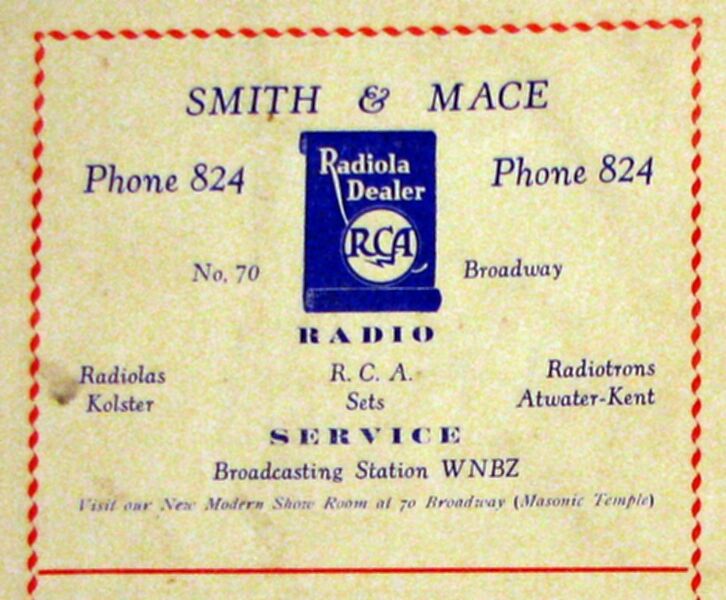 SMITH & MACE
Phone 824
Radiola
Dealer
RCA
Phone 824
No. 70
Broadway
RADIO
Radiolas R. C. A. Radiotrons
Kolster Sets Atwater-Kent
SERVICE
Broadcasting Station WNBZ
Visit our New Modern Show Room at 70 Broadway (Masonic Temple)